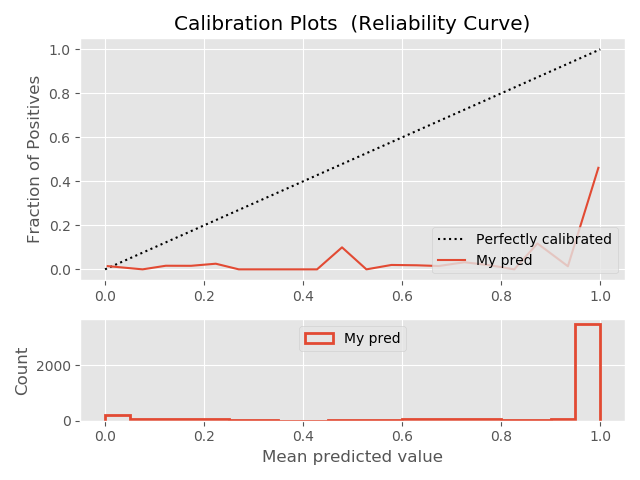 Calibration Plots  (Reliability Curve)
1.0
0.8
0.6
0.4
0.2
0.0
Fraction of Positives
Perfectly calibrated
My pred
0.0 0.2 0.4 0.6 0.8 1.0
My pred
2000
0
Count
0.0 0.2 0.4 0.6 0.8 1.0
Mean predicted value